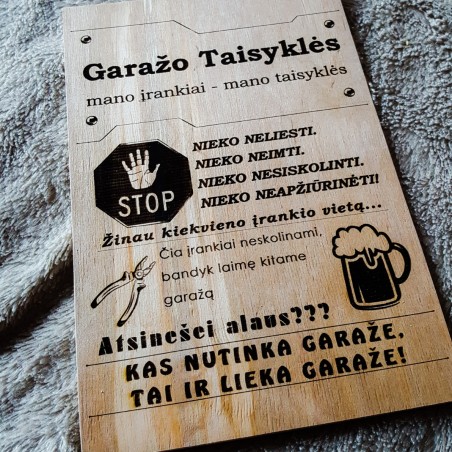 Garažo Taisyklės
mano įrankiai - mano taisyklės
NIEKO NELIESTI.
NIEKO NEIMTI.
NIEKO NESISKOLINTI.
NIEKO NEAPŽIŪRINĖTI!
STOP
Žinau kiekvieno įrankio vietą...
Čia įrankiai neskolinami,
bandyk laimę kitame
garažą
Atsinešei alaus???
KAS NUTINKA GARAŽE,
TAI IR LIEKA GARAŽE!